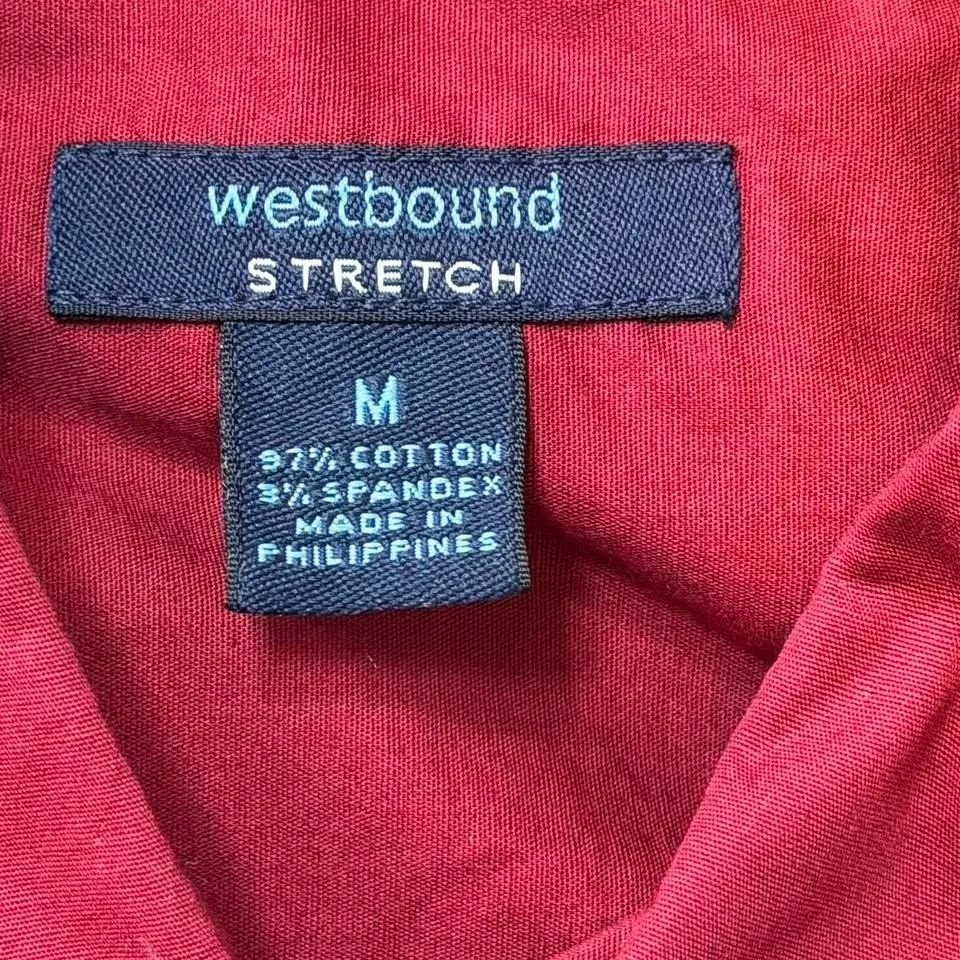 westbound
STRETCH
M
97% COTTON
3% SPANDEX
MADE IN
PHILIPPINES